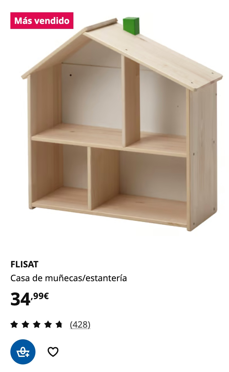 Más vendido
FLISAT
Casa de muñecas/estantería
34,99€
(428)